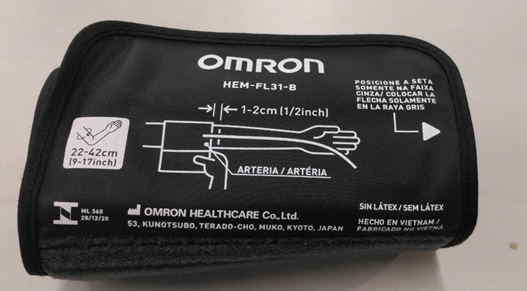 OMRON
HEM-FL31-B
POSICIONE A SETA
SOMENTE NA FAIXA
CINZA/ COLOCAR LA
FLECHA SOLAMENTE
EN LA RAYA GRIS
1-2cm (1/2inch)
22-42cm
(9-17inch)
ARTERIA / ARTÉRIA
ML 360
28/12/20
OMRON HEALTHCARE Co., Ltd.
53, KUNOTSUBO, TERADO-CHO, MUKO, KYOTO, JAPAN
SIN LÁTEX / SEM LÁTEX
HECHO EN VIETNAM /
FABRICADO NO VIETNÃ